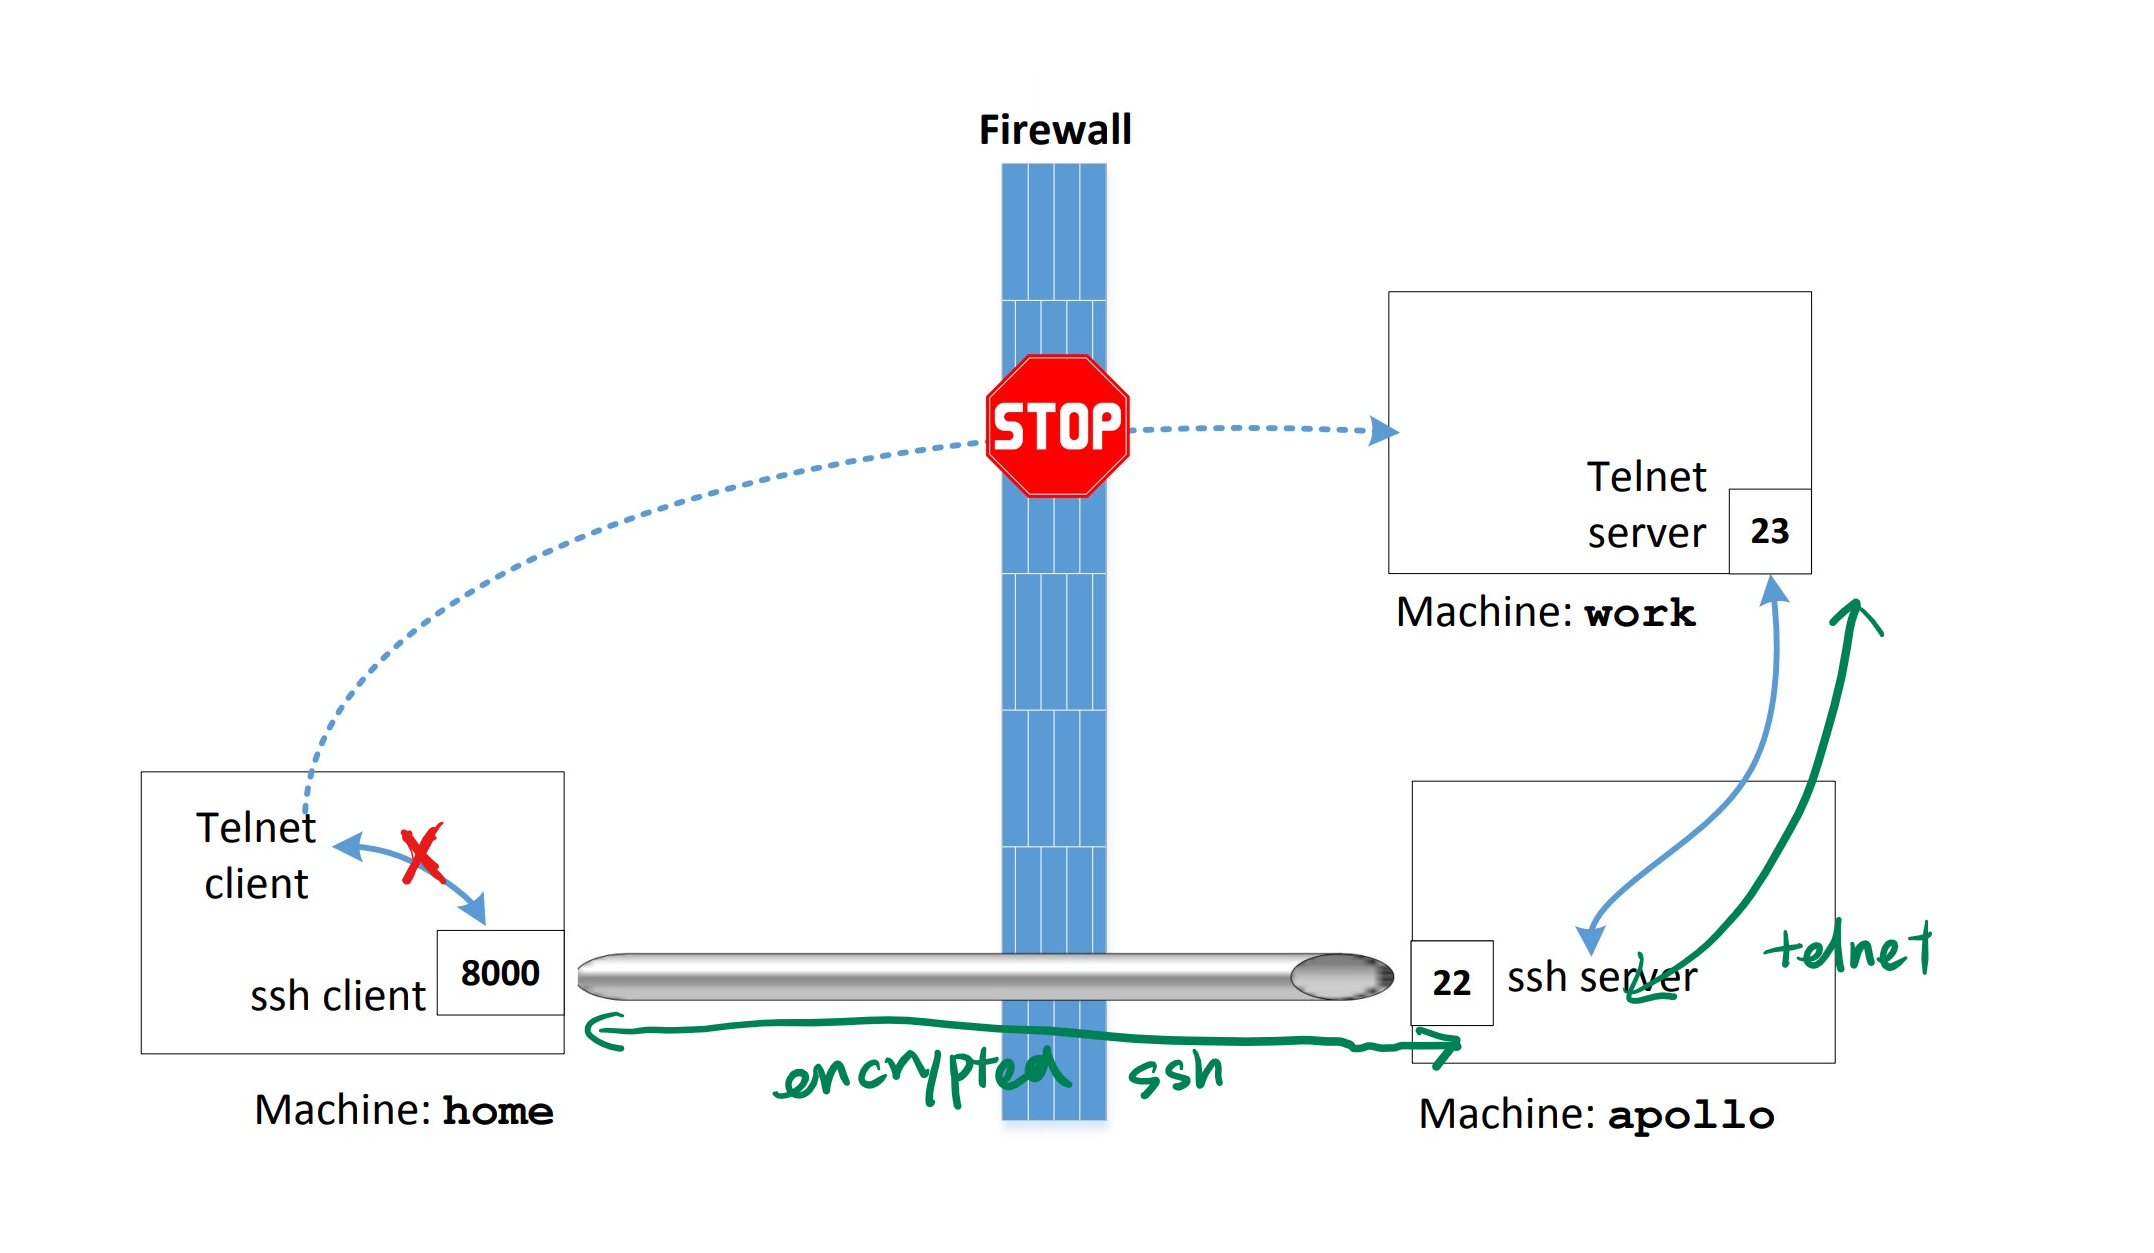 Firewall
STOP
Telnet
server
23
Machine: work
Telnet
client
8000
ssh client
22
ssh server
telnet
encrypted ssh
Machine: home
Machine: apollo